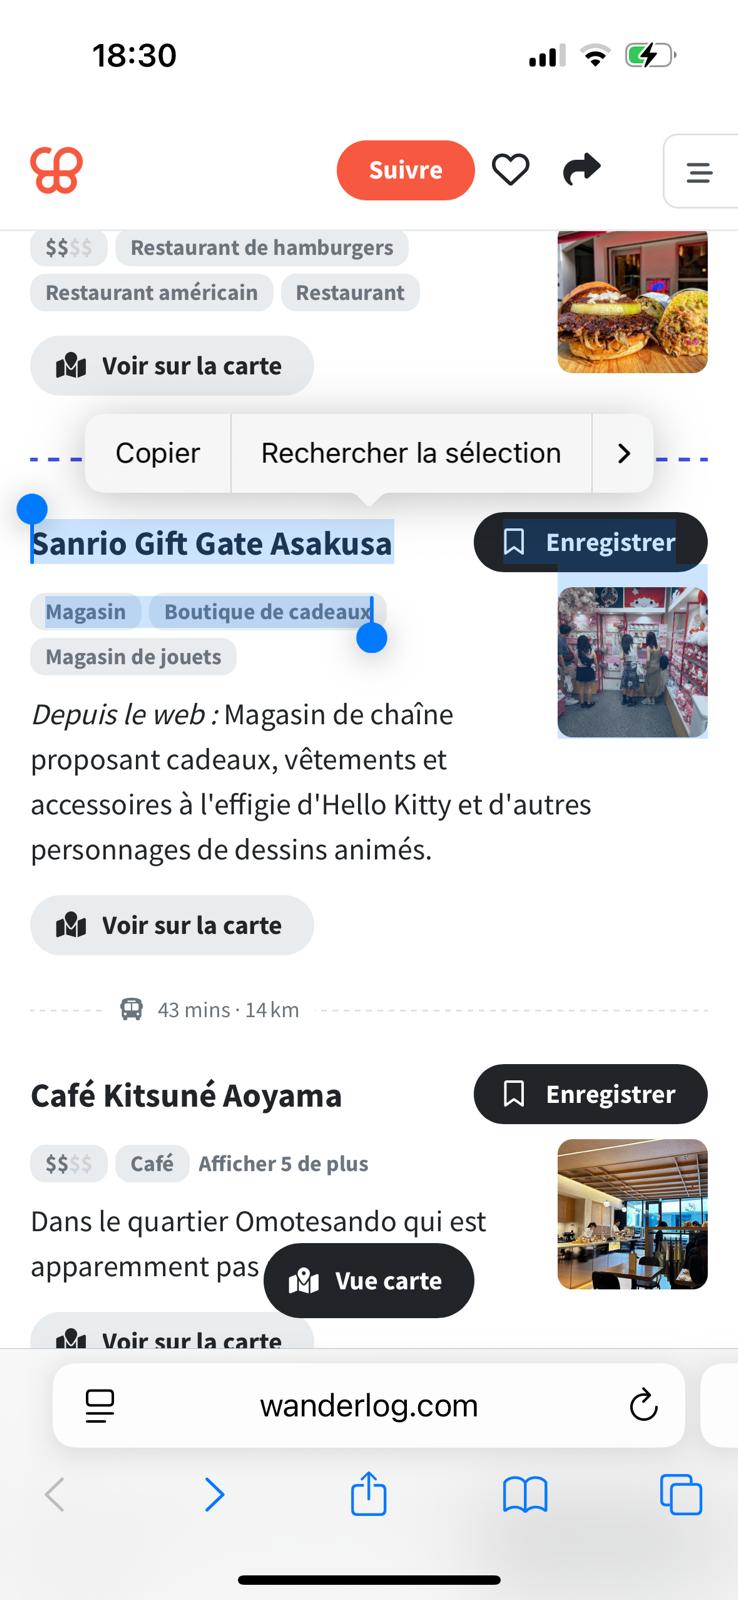 18:30
Suivre
$$$$ Restaurant de hamburgers
Restaurant américain Restaurant
Voir sur la carte
Copier Rechercher la sélection
Sanrio Gift Gate Asakusa
Enregistrer
Magasin Boutique de cadeaux
Magasin de jouets
Depuis le web : Magasin de chaîne
proposant cadeaux, vêtements et
accessoires à l'effigie d'Hello Kitty et d'autres
personnages de dessins animés.
Voir sur la carte
43 mins · 14 km
Café Kitsuné Aoyama
Enregistrer
$$$$ Café Afficher 5 de plus
Dans le quartier Omotesando qui est
apparemment pas
Vue carte
Voir sur la carte
wanderlog.com